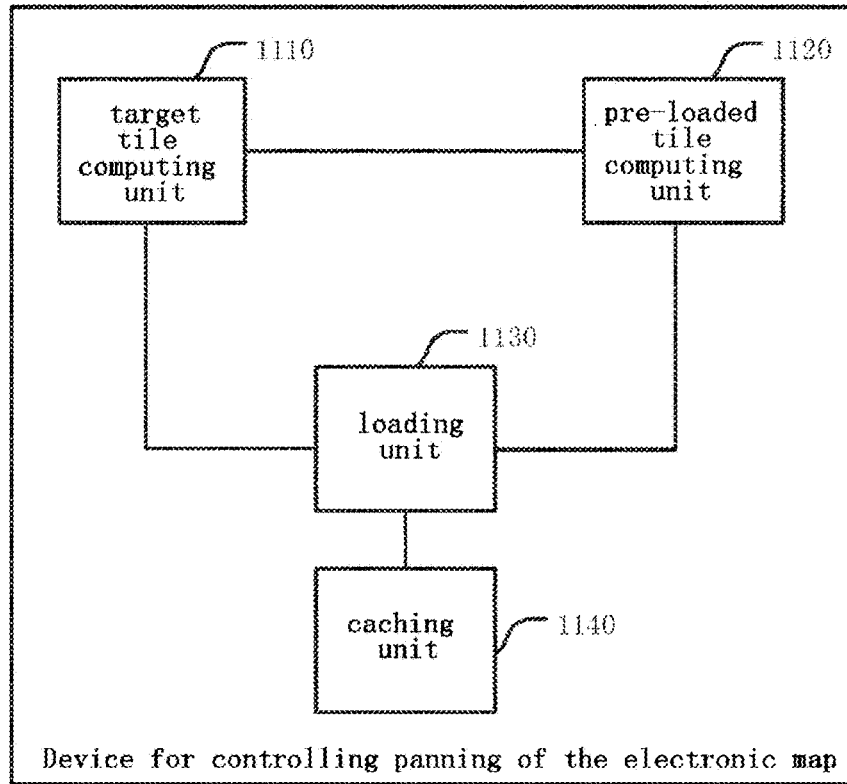 1110
1120
target
tile
computing
unit
pre-loaded
tile
computing
unit
1130
loading
unit
caching
unit
1140
Device for controlling panning of the electronic map